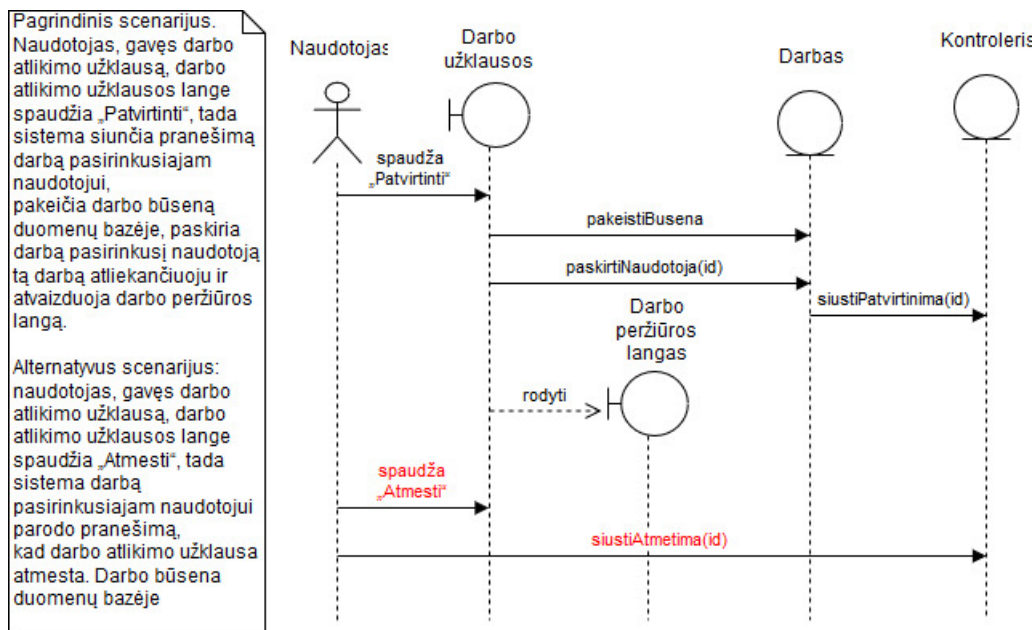 Pagrindinis scenarijus.
Naudotojas, gavęs darbo
atlikimo užklausą, darbo
atlikimo užklausos lange
spaudžia „Patvirtinti“, tada
sistema siunčia pranešimą
darbą pasirinkusiajam
naudotojui,
pakeičia darbo būseną
duomenų bazėje, paskiria
darbą pasirinkusį naudotoją
tą darbą atliekančiuoju ir
atvaizduoja darbo peržiūros
langą.
Alternatyvus scenarijus:
naudotojas, gavęs darbo
atlikimo užklausą, darbo
atlikimo užklausos lange
spaudžia „Atmesti“, tada
sistema darbą
pasirinkusiajam naudotojui
parodo pranešimą,
kad darbo atlikimo užklausa
atmesta. Darbo būsena
duomenų bazėje
Naudotojas
Darbo
užklausos
Darbas
Kontroleris
spaudža
„Patvirtinti“
pakeistiBusena
paskirtiNaudotoja(id)
siustiPatvirtinima(id)
Darbo
peržiūros
langas
rodyti
spaudža
„Atmesti“
siustiAtmetima(id)